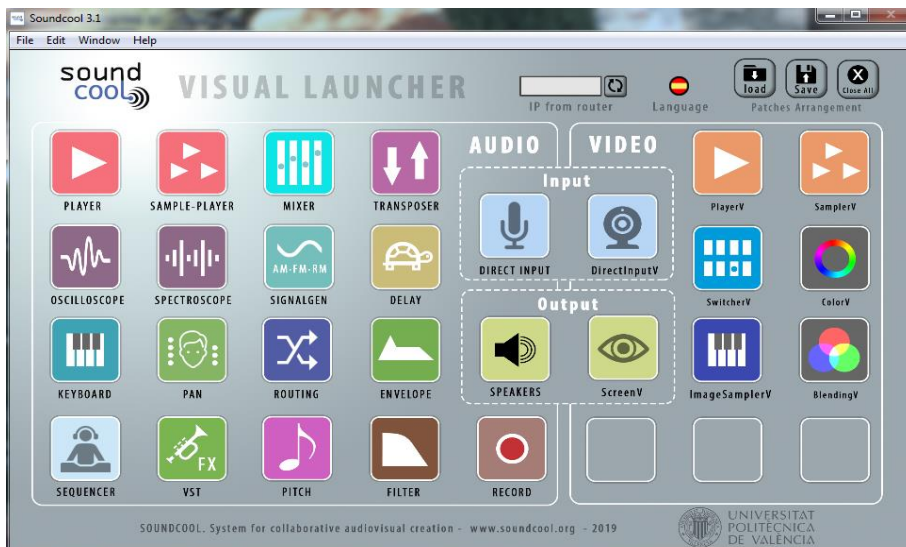 Soundcool 3.1
File Edit Window Help
sound cool
VISUAL LAUNCHER
IP from router
Language
load
Save
Close All
Patches Arrangement
AUDIO
VIDEO
Input
Output
PLAYER SAMPLE-PLAYER MIXER TRANSPOSER
DIRECT INPUT DirectInputV
PlayerV SamplerV
AM-FM-RM
OSCILLOSCOPE SPECTROSCOPE SIGNALGEN DELAY
SwitcherV ColorV
KEYBOARD PAN ROUTING ENVELOPE
SPEAKERS ScreenV
ImageSamplerV BlendingV
FX
SEQUENCER VST PITCH FILTER RECORD
SOUNDCOOL. System for collaborative audiovisual creation - www.soundcool.org - 2019
UNIVERSITAT
POLITÈCNICA
DE VALÈNCIA